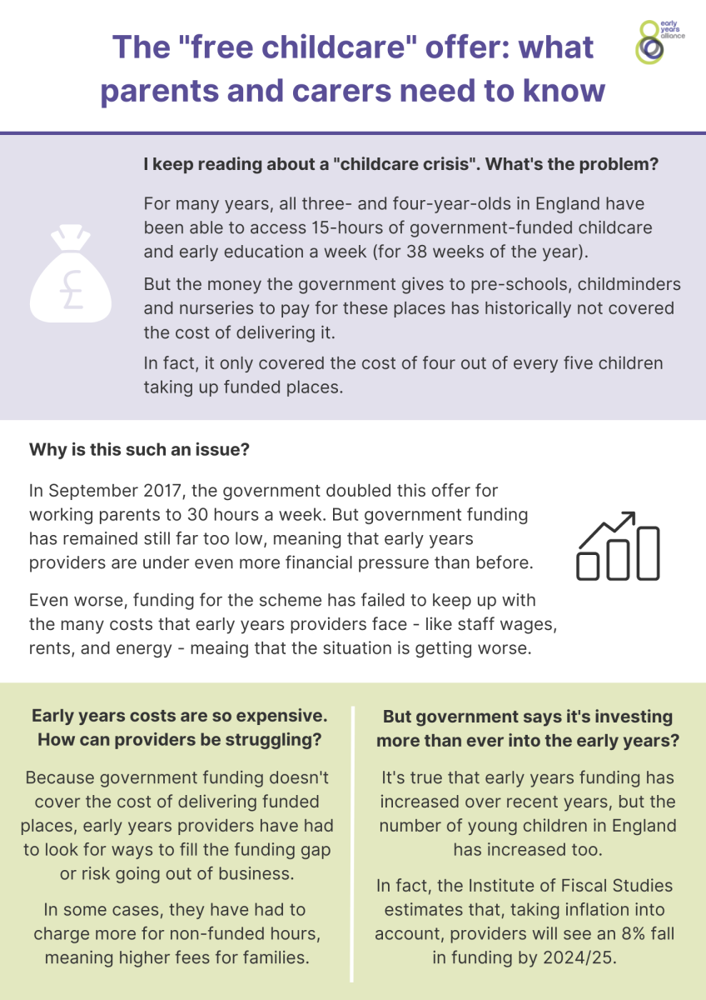 The "free childcare" offer: what
parents and carers need to know
early
years
alliance
I keep reading about a "childcare crisis". What's the problem?
For many years, all three- and four-year-olds in England have
been able to access 15-hours of government-funded childcare
and early education a week (for 38 weeks of the year).
But the money the government gives to pre-schools, childminders
and nurseries to pay for these places has historically not covered
the cost of delivering it.
In fact, it only covered the cost of four out of every five children
taking up funded places.
£
Why is this such an issue?
In September 2017, the government doubled this offer for
working parents to 30 hours a week. But government funding
has remained still far too low, meaning that early years
providers are under even more financial pressure than before.
Even worse, funding for the scheme has failed to keep up with
the many costs that early years providers face - like staff wages,
rents, and energy - meaing that the situation is getting worse.
Early years costs are so expensive.
How can providers be struggling?
Because government funding doesn't
cover the cost of delivering funded
places, early years providers have had
to look for ways to fill the funding gap
or risk going out of business.
In some cases, they have had to
charge more for non-funded hours,
meaning higher fees for families.
But government says it's investing
more than ever into the early years?
It's true that early years funding has
increased over recent years, but the
number of young children in England
has increased too.
In fact, the Institute of Fiscal Studies
estimates that, taking inflation into
account, providers will see an 8% fall
in funding by 2024/25.